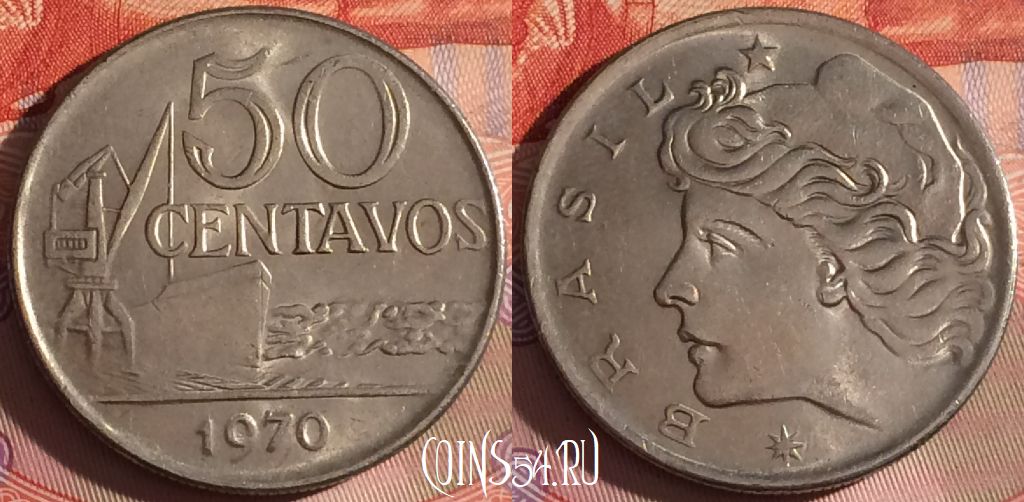 50
CENTAVOS
1970
BRASIL
COINS54.RU